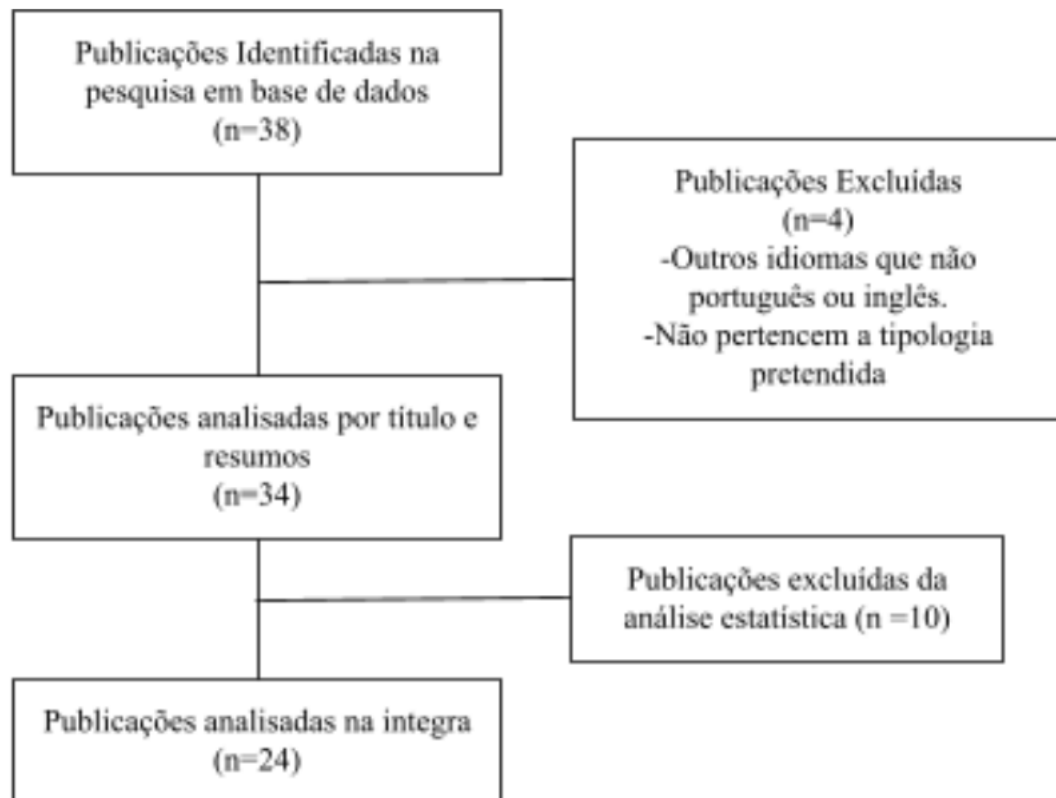 Publicações Identificadas na
pesquisa em base de dados
(n=38)
Publicações Excluídas
(n=4)
-Outros idiomas que não
português ou inglês.
-Não pertencem a tipologia
pretendida
Publicações analisadas por título e
resumos
(n=34)
Publicações excluídas da
análise estatística (n =10)
Publicações analisadas na integra
(n=24)